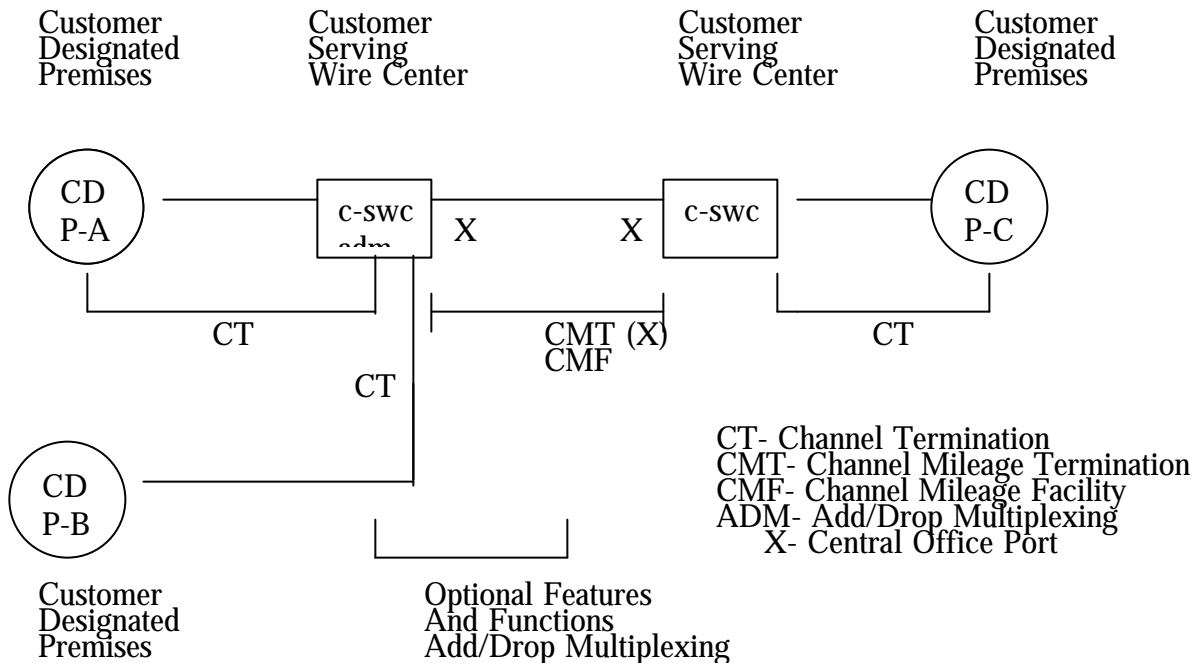 Customer
Designated
Premises
Customer
Serving
Wire Center
Customer
Serving
Wire Center
Customer
Designated
Premises
CD
P-A
c-swc
adm
X
X
c-swc
CD
P-C
CT
CMT (X)
CMF
CT
CT
CD
P-B
CT- Channel Termination
CMT- Channel Mileage Termination
CMF- Channel Mileage Facility
ADM- Add/Drop Multiplexing
X- Central Office Port
Customer
Designated
Premises
Optional Features
And Functions
Add/Drop Multiplexing